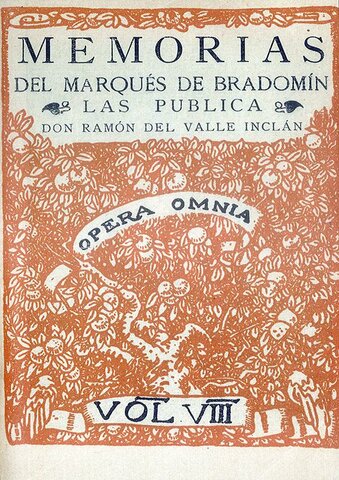 MEMORIAS
DEL MARQUÉS DE BRADOMÍN
LAS PUBLICA
DON RAMÓN DEL VALLE INCLÁN
OPERA OMNIA
VOL VIII